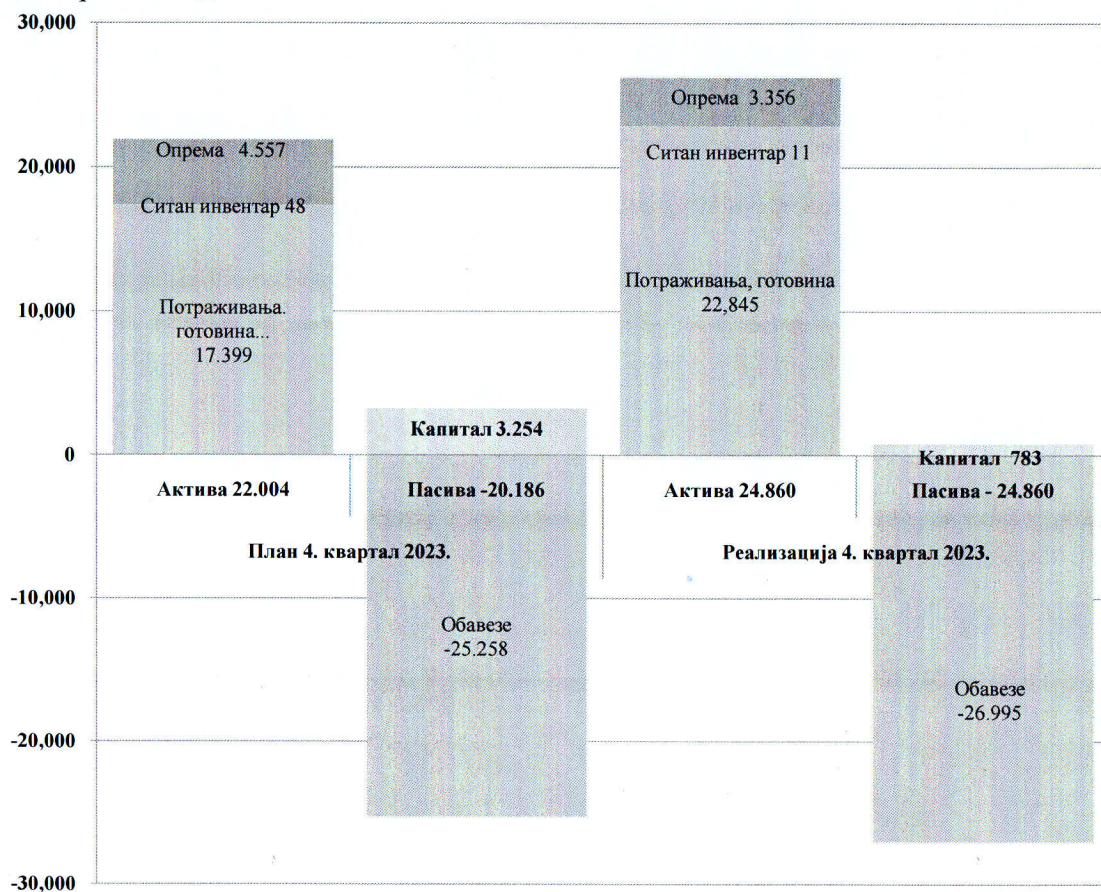 30,000
20,000
10,000
0
-10,000
-20,000
-30,000
Опрема 4.557
Ситан инвентар 48
Потраживања.
готовина...
17.399
Актива 22.004
Капитал 3.254
Пасива -20.186
Обавезе
-25.258
План 4. квартал 2023.
Опрема 3.356
Ситан инвентар 11
Потраживања, готовина
22,845
Актива 24.860
Капитал 783
Пасива - 24.860
Обавезе
-26.995
Реализација 4. квартал 2023.